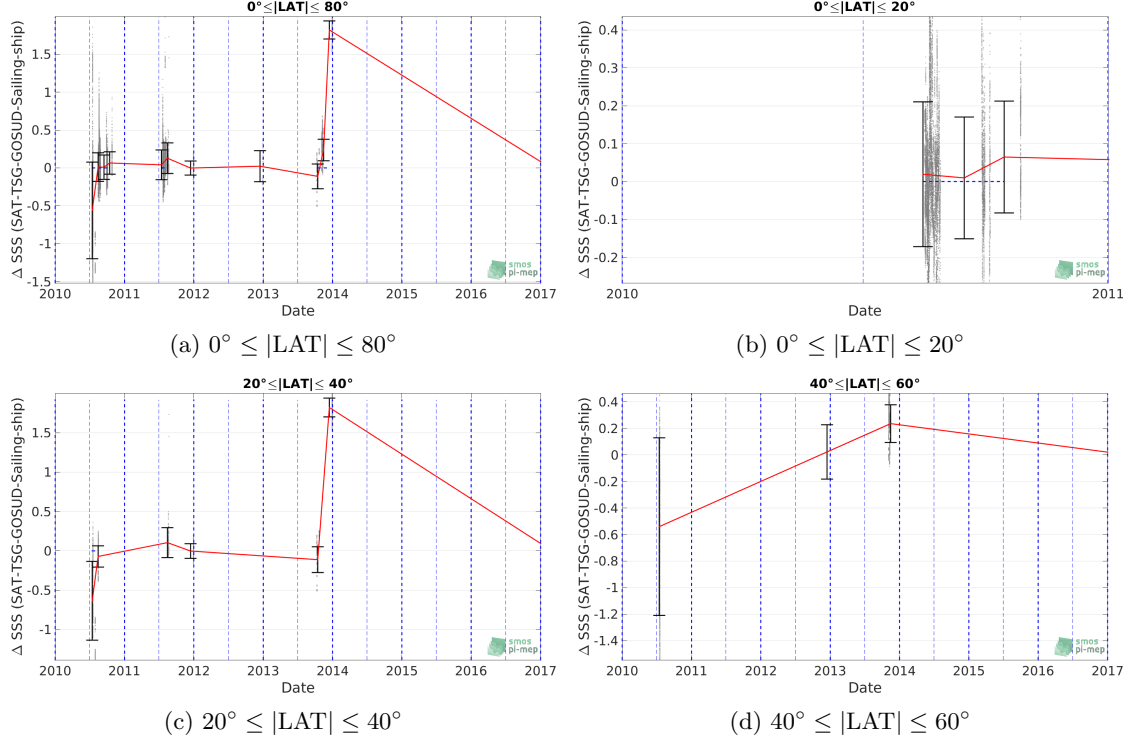 0°≤|LAT|≤ 80°
Δ SSS (SAT-TSG-GOSUD-Sailing-ship)
1.5
1
0.5
0
-0.5
-1
-1.5
2010 2011 2012 2013 2014 2015 2016 2017
Date
smos
pi-mep
(a) 0° ≤ |LAT| ≤ 80°
0°≤|LAT|≤ 20°
Δ SSS (SAT-TSG-GOSUD-Sailing-ship)
0.4
0.3
0.2
0.1
0
-0.1
-0.2
2010 2011
Date
smos
pi-mep
(b) 0° ≤ |LAT| ≤ 20°
20°≤|LAT|≤ 40°
Δ SSS (SAT-TSG-GOSUD-Sailing-ship)
1.5
1
0.5
0
-0.5
-1
2010 2011 2012 2013 2014 2015 2016 2017
Date
smos
pi-mep
(c) 20° ≤ |LAT| ≤ 40°
40°≤|LAT|≤ 60°
Δ SSS (SAT-TSG-GOSUD-Sailing-ship)
0.4
0.2
0
-0.2
-0.4
-0.6
-0.8
-1
-1.2
-1.4
2010 2011 2012 2013 2014 2015 2016 2017
Date
smos
pi-mep
(d) 40° ≤ |LAT| ≤ 60°